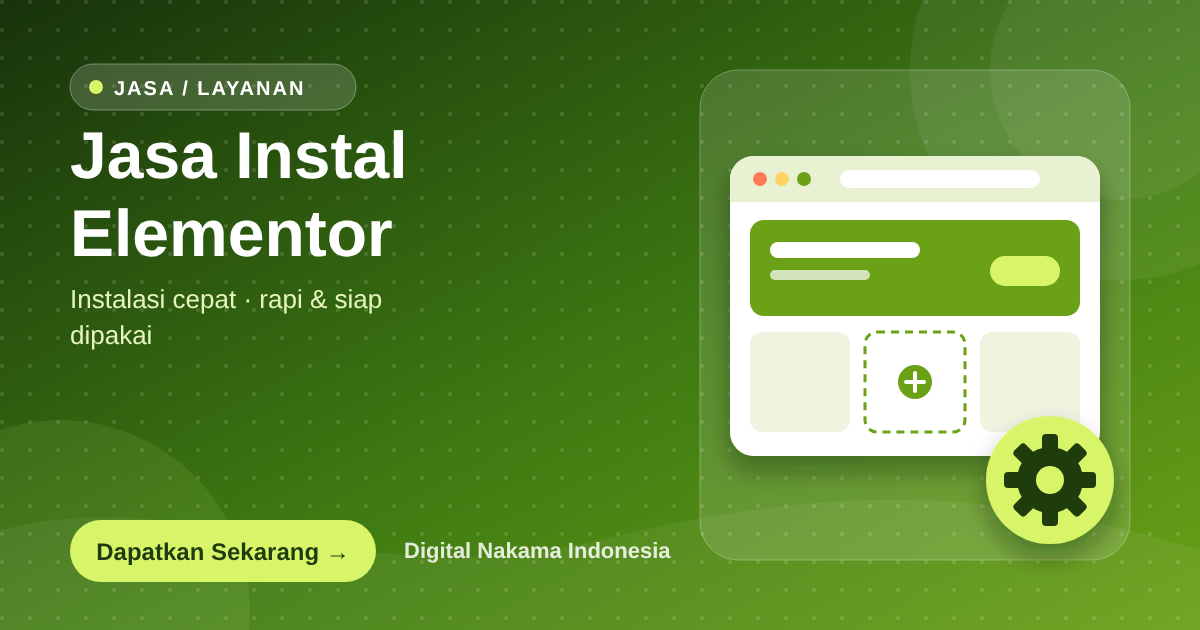 JASA / LAYANAN
Jasa Instal
Elementor
Instalasi cepat · rapi & siap
dipakai
Dapatkan Sekarang →
Digital Nakama Indonesia